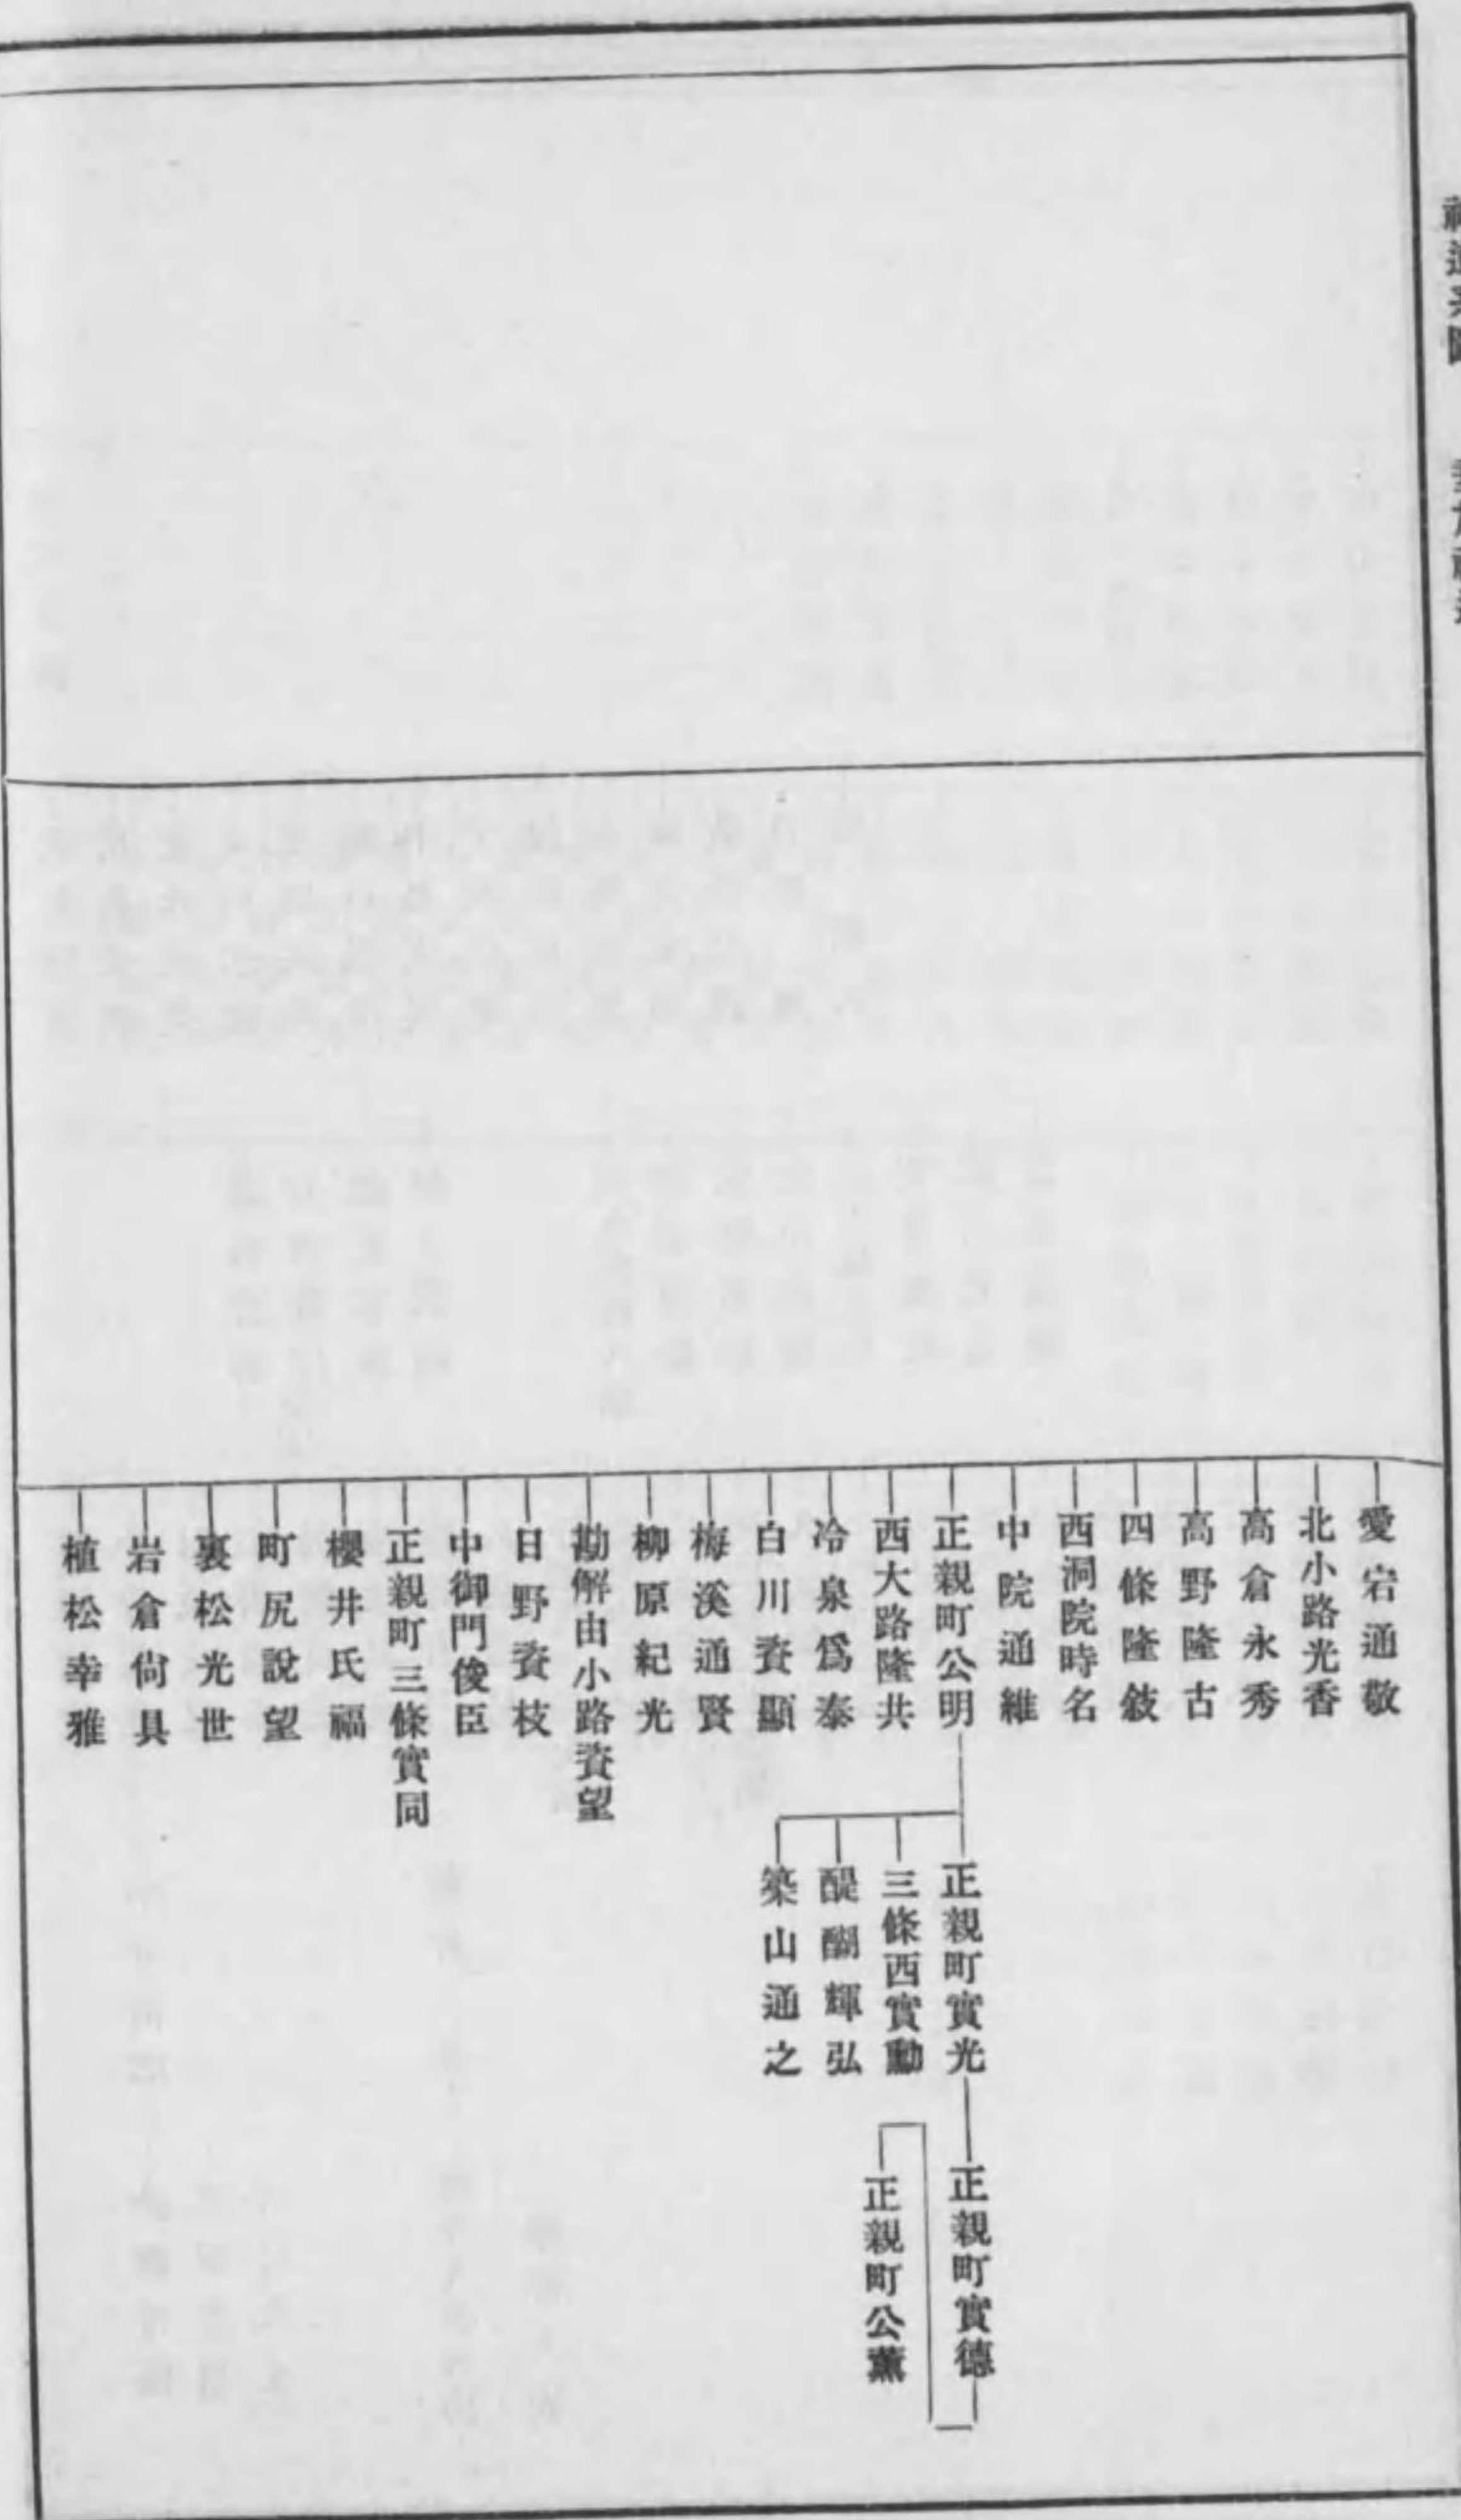 愛宕通敬
北小路光香
高倉永秀
高野隆古
四條隆敍
西洞院時名
中院通維
正親町公明
正親町實光
正親町實德
正親町公董
三條西實勳
醍醐輝弘
築山通之
西大路隆共
冷泉爲泰
白川資顯
梅溪通賢
柳原紀光
勘解由小路資望
日野資枝
中御門俊臣
正親町三條實同
櫻井氏福
町尻說望
裏松光世
岩倉尙具
植松幸雅